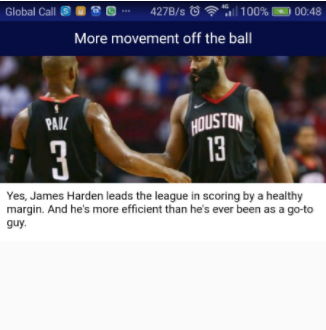 Global Call ... 427B/s 4G 100% 00:48
More movement off the ball
PAUL
3
HOUSTON
13
Yes, James Harden leads the league in scoring by a healthy
margin. And he's more efficient than he's ever been as a go-to
guy.